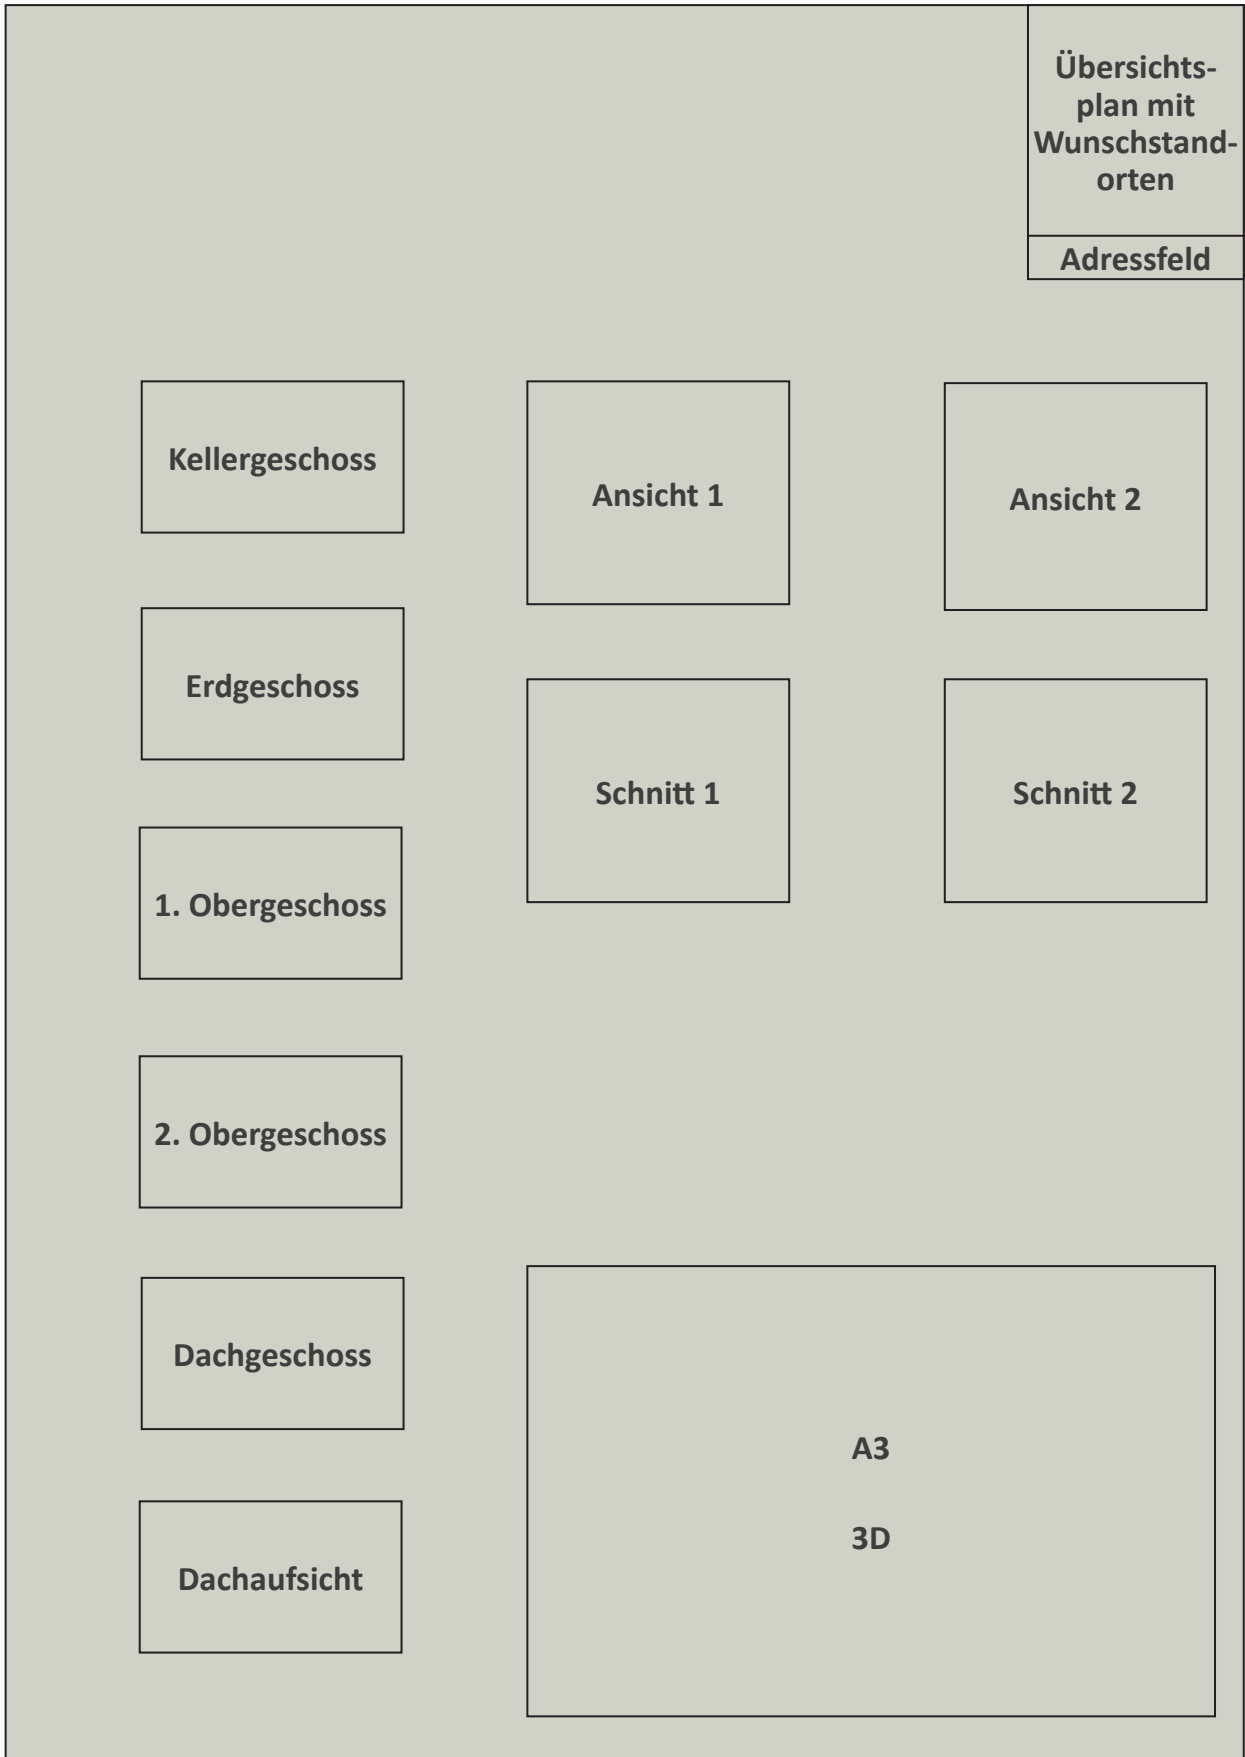 Übersichts-
plan mit
Wunschstand-
orten
Adressfeld
Kellergeschoss
Ansicht 1
Ansicht 2
Erdgeschoss
Schnitt 1
Schnitt 2
1. Obergeschoss
2. Obergeschoss
Dachgeschoss
A3
3D
Dachaufsicht